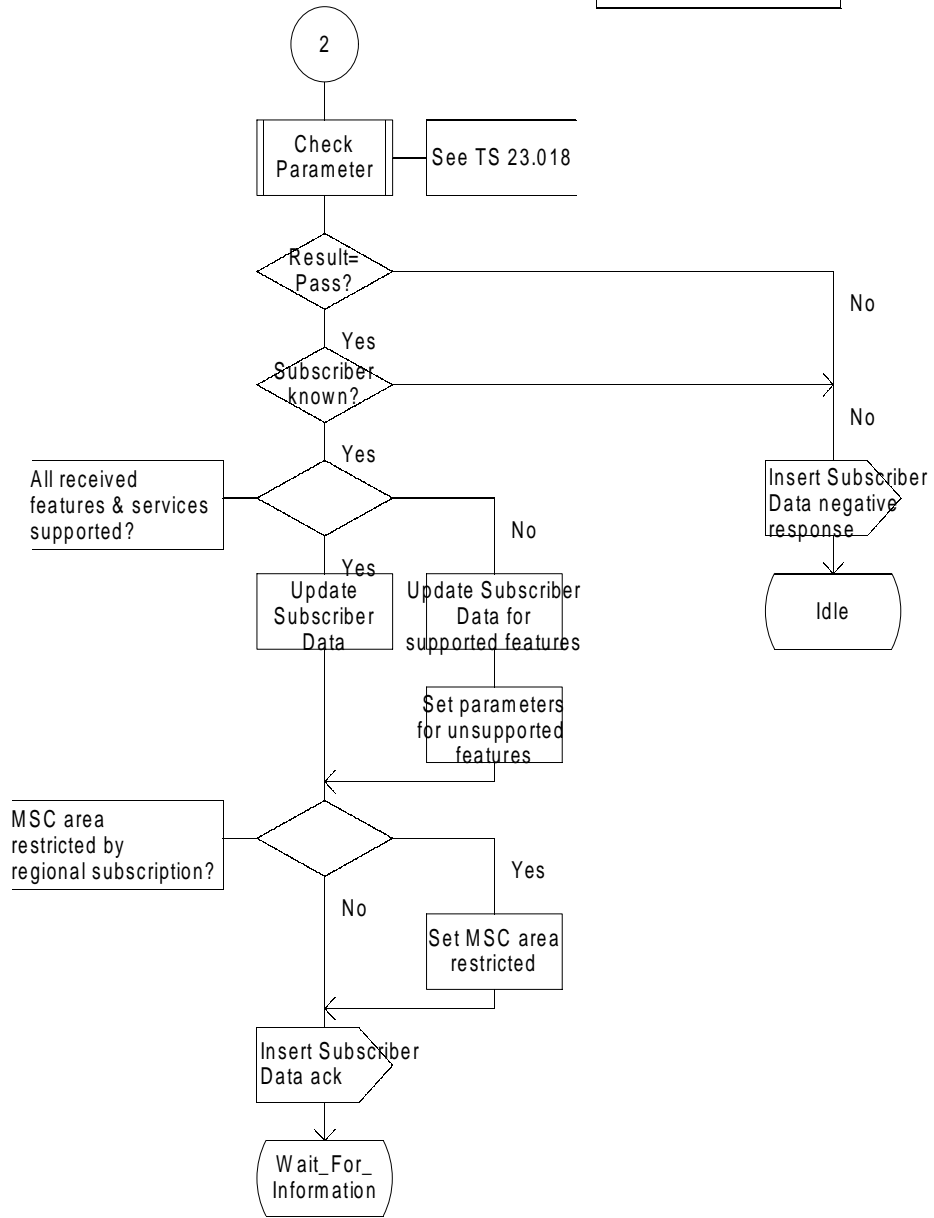 2
Check
Parameter
See TS 23.018
Result=
Pass?
No
Yes
Subscriber
known?
No
Yes
All received
features & services
supported?
Insert Subscriber
Data negative
response
No
Yes
Update
Subscriber
Data
Update Subscriber
Data for
supported features
Idle
Set parameters
for unsupported
features
MSC area
restricted by
regional subscription?
Yes
No
Set MSC area
restricted
Insert Subscriber
Data ack
Wait_For_
Information